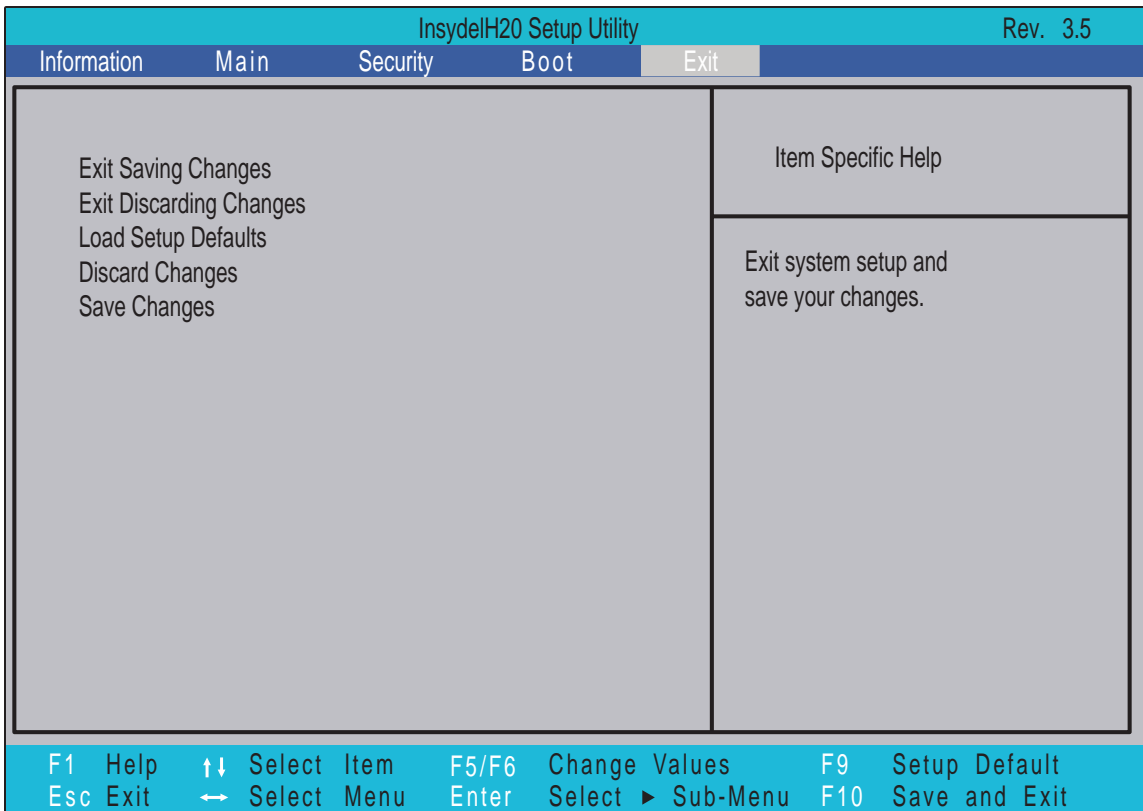 InsydelH20 Setup Utility Rev. 3.5
Information Main Security Boot Exit
Exit Saving Changes
Exit Discarding Changes
Load Setup Defaults
Discard Changes
Save Changes
Item Specific Help
Exit system setup and
save your changes.
F1 Help ↑↓ Select Item F5/F6 Change Values F9 Setup Default
Esc Exit ↔ Select Menu Enter Select ► Sub-Menu F10 Save and Exit